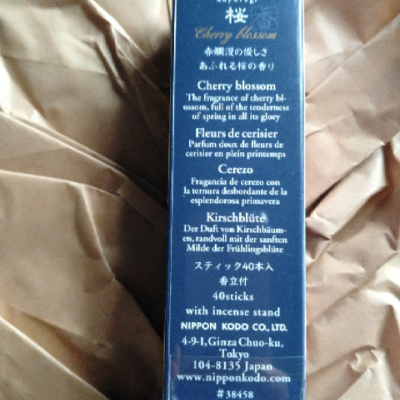 桜
Cherry blossom
春爛漫の優しさ
あふれる桜の香り
Cherry blossom
The fragrance of cherry bl-
ossom, full of the tenderness
of spring in all its glory
Fleurs de cerisier
Parfum doux de fleurs de
cerisier en plein printemps
Cerezo
Fragancia de cerezo con
la ternura desbordante de la
esplendorosa primavera
Kirschblüte
Der Duft von Kirschbäum-
en, randvoll mit der sanften
Milde der Frühlingsblüte
スティック40本入
香立付
40sticks
with incense stand
NIPPON KODO CO., LTD.
4-9-1, Ginza Chuo-ku,
Tokyo
104-8135 Japan
www.nipponkodo.com
#38458